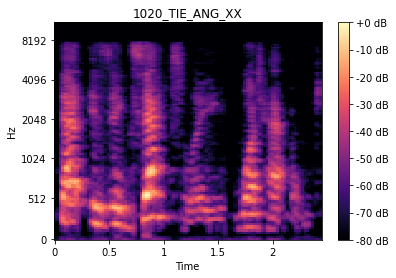 1020_TIE_ANG_XX
+0 dB
8192
-10 dB
4096
-20 dB
-30 dB
2048
Hz
-40 dB
1024
-50 dB
512
-60 dB
-70 dB
0
-80 dB
0
0.5
1
1.5
2
Time